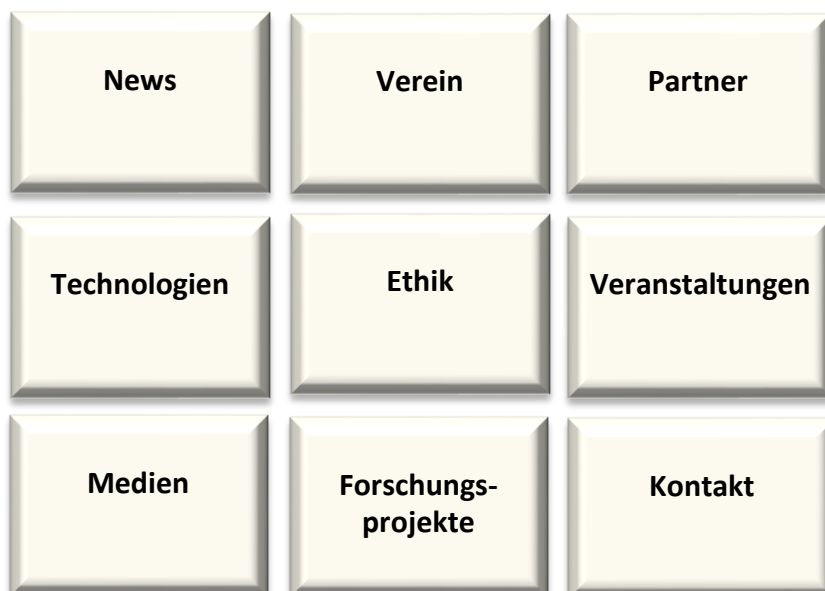 News
Verein
Partner
Technologien
Ethik
Veranstaltungen
Medien
Forschungs-
projekte
Kontakt